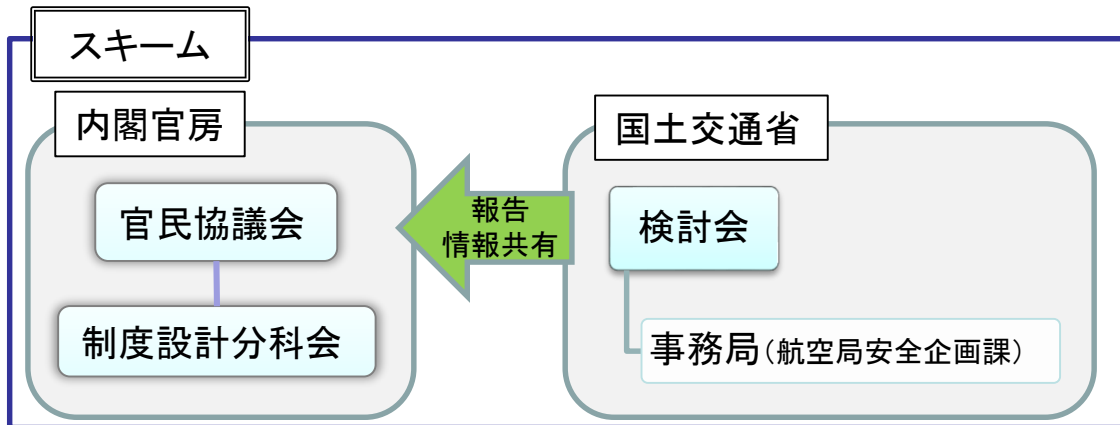 スキーム
内閣官房
官民協議会
制度設計分科会
報告
情報共有
国土交通省
検討会
事務局(航空局安全企画課)